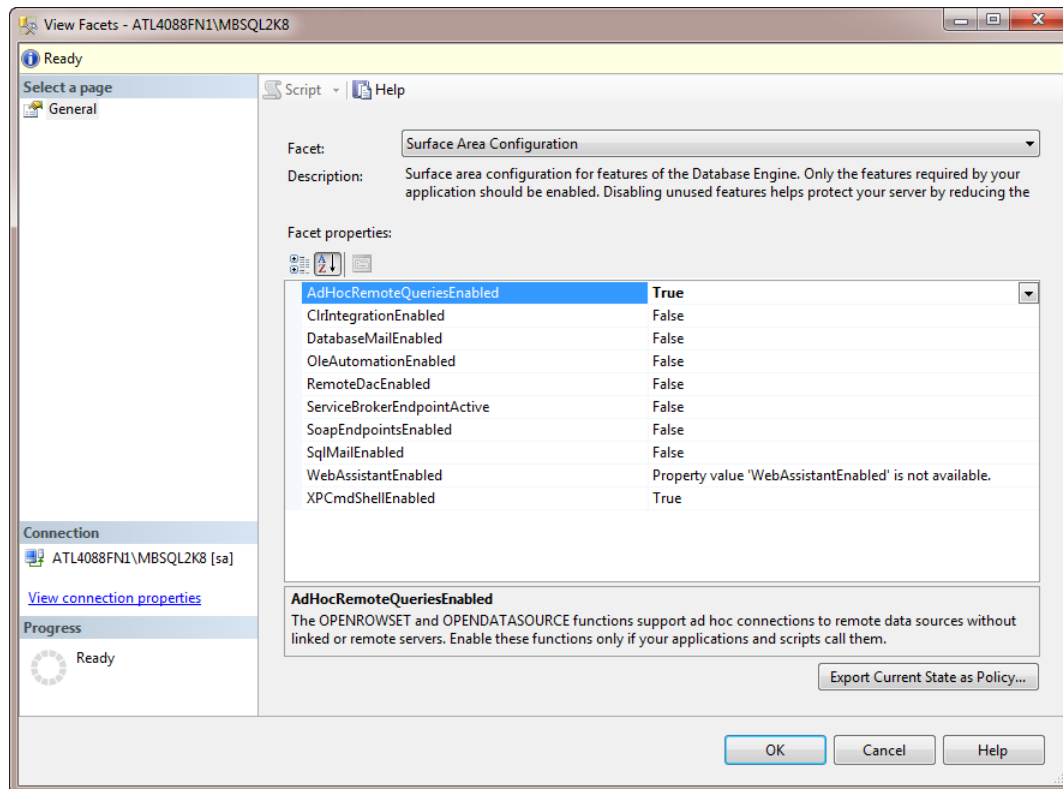 View Facets - ATL4088FN1\MBSQL2K8
Ready
Select a page
General
Script
Help
Facet:
Surface Area Configuration
Description:
Surface area configuration for features of the Database Engine. Only the features required by your
application should be enabled. Disabling unused features helps protect your server by reducing the
Facet properties:
AdHocRemoteQueriesEnabled True
ClrIntegrationEnabled False
DatabaseMailEnabled False
OleAutomationEnabled False
RemoteDacEnabled False
ServiceBrokerEndpointActive False
SoapEndpointsEnabled False
SqlMailEnabled False
WebAssistantEnabled Property value 'WebAssistantEnabled' is not available.
XPCmdShellEnabled True
Connection
ATL4088FN1\MBSQL2K8 [sa]
View connection properties
Progress
Ready
AdHocRemoteQueriesEnabled
The OPENROWSET and OPENDATASOURCE functions support ad hoc connections to remote data sources without
linked or remote servers. Enable these functions only if your applications and scripts call them.
Export Current State as Policy...
OK
Cancel
Help